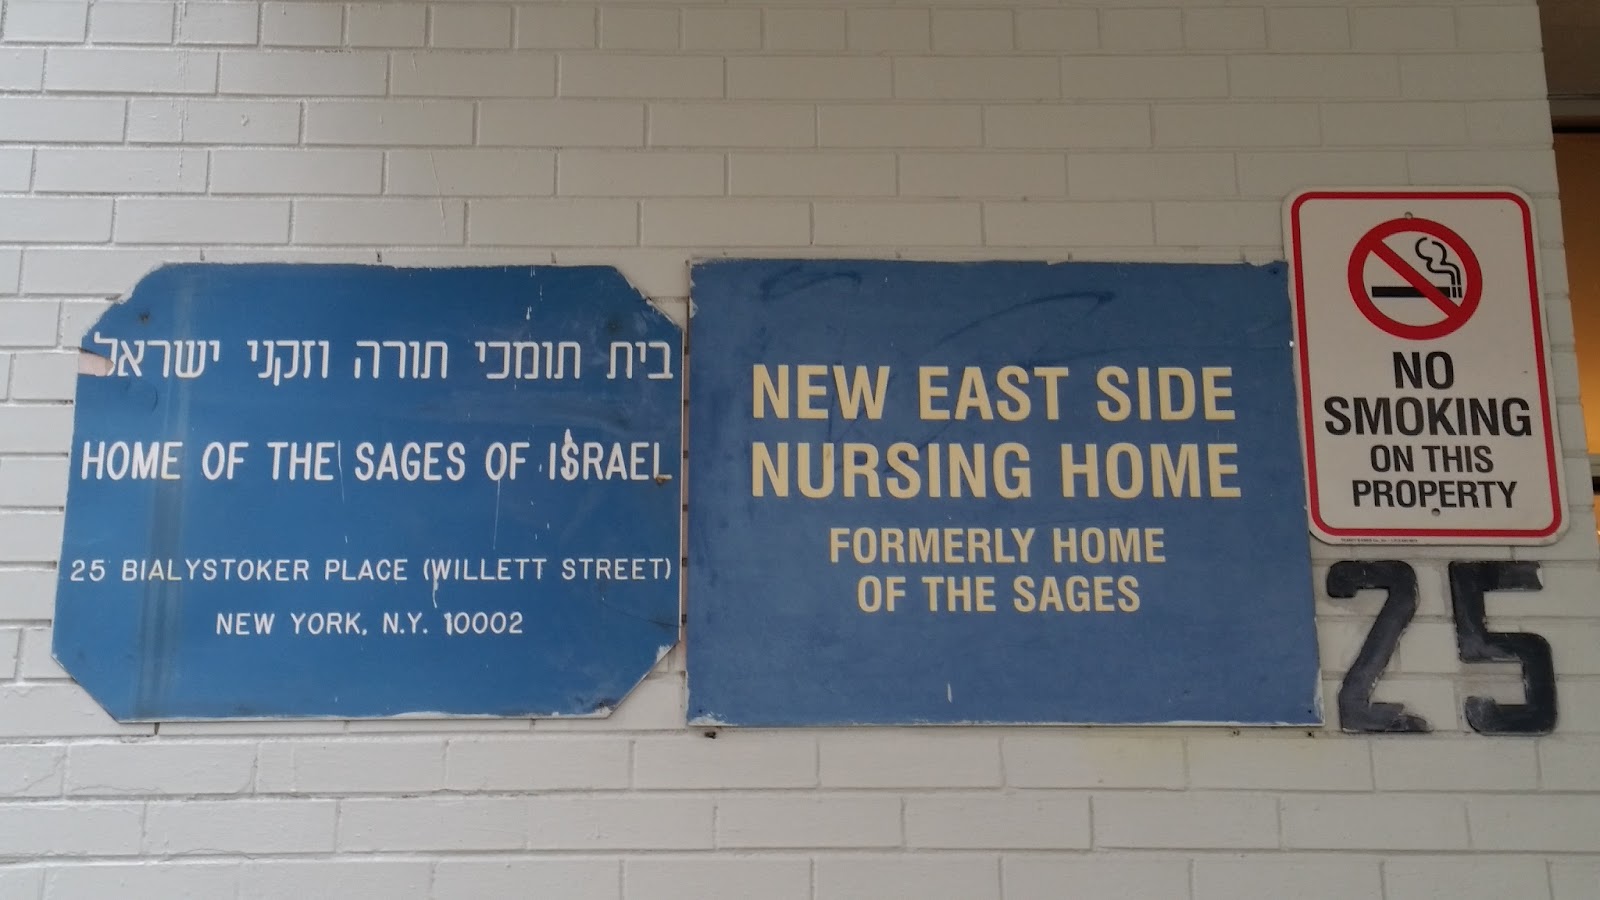 בית תומכי תורה וזקני ישראל
HOME OF THE SAGES OF ISRAEL
25 BIALYSTOKER PLACE (WILLETT STREET)
NEW YORK, N.Y. 10002
NEW EAST SIDE
NURSING HOME
FORMERLY HOME
OF THE SAGES
NO
SMOKING
ON THIS
PROPERTY
25